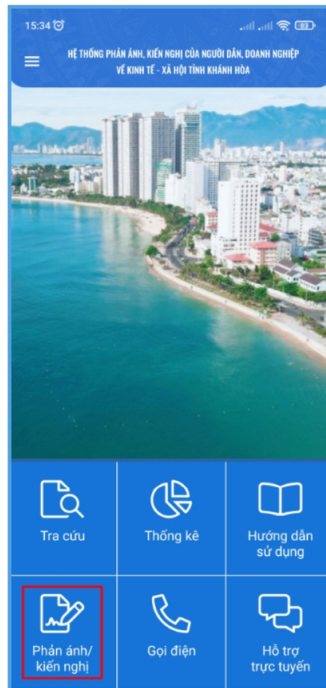 15:34
HỆ THỐNG PHẢN ÁNH, KIẾN NGHỊ CỦA NGƯỜI DÂN, DOANH NGHIỆP
VỀ KINH TẾ - XÃ HỘI TỈNH KHÁNH HÒA
Tra cứu
Thống kê
Hướng dẫn
sử dụng
Phản ánh/
kiến nghị
Gọi điện
Hỗ trợ
trực tuyến